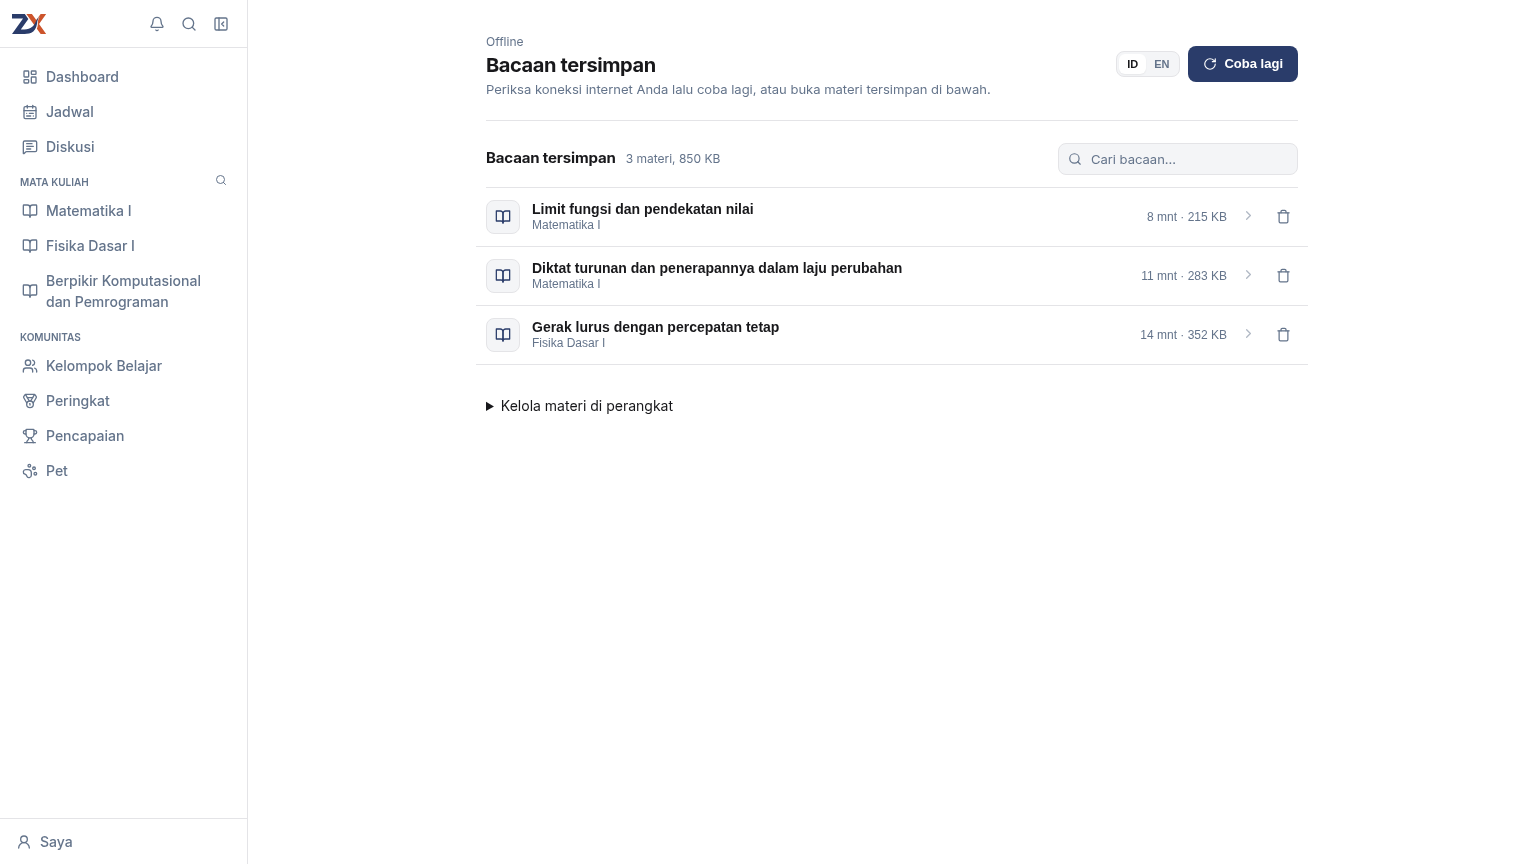 ZX
Dashboard
Jadwal
Diskusi
MATA KULIAH
Matematika I
Fisika Dasar I
Berpikir Komputasional
dan Pemrograman
KOMUNITAS
Kelompok Belajar
Peringkat
Pencapaian
Pet
Saya
Offline
Bacaan tersimpan
Periksa koneksi internet Anda lalu coba lagi, atau buka materi tersimpan di bawah.
ID EN
Coba lagi
Bacaan tersimpan 3 materi, 850 KB
Cari bacaan...
Limit fungsi dan pendekatan nilai
Matematika I
8 mnt · 215 KB
Diktat turunan dan penerapannya dalam laju perubahan
Matematika I
11 mnt · 283 KB
Gerak lurus dengan percepatan tetap
Fisika Dasar I
14 mnt · 352 KB
Kelola materi di perangkat